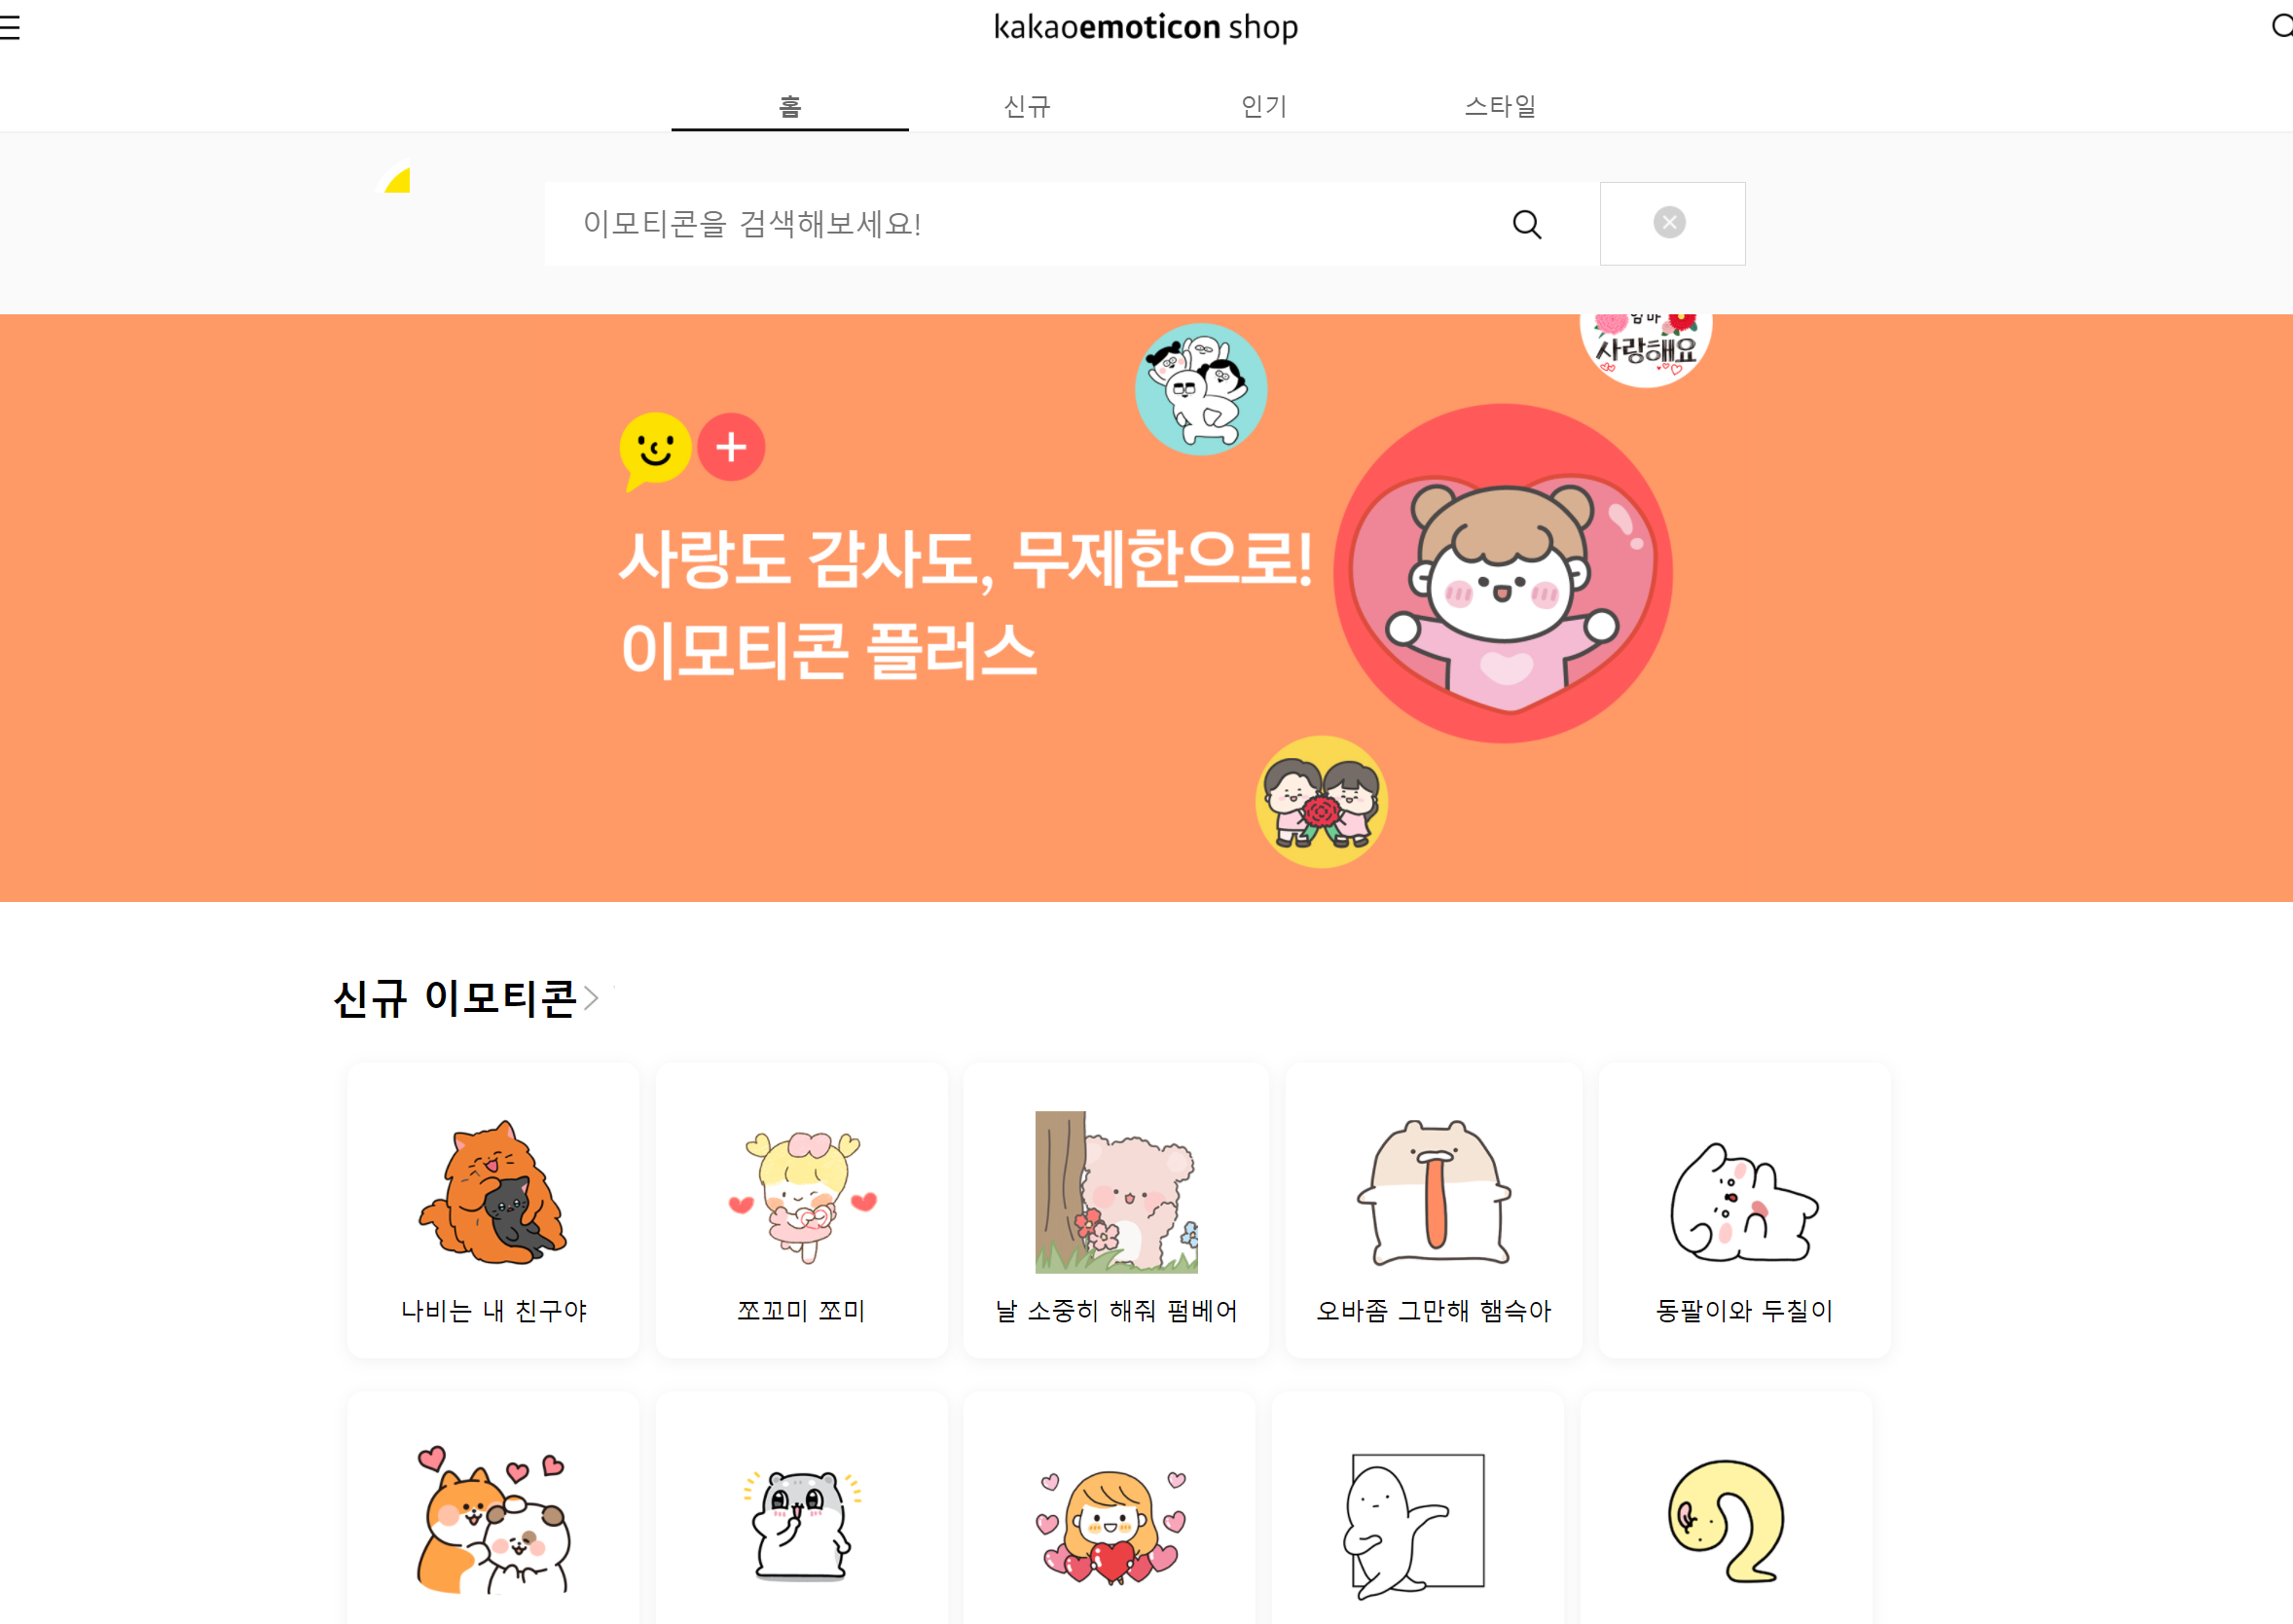 kakaoemoticon shop
홈 신규 인기 스타일
이모티콘을 검색해보세요!
사랑해요
사랑도 감사도, 무제한으로!
이모티콘 플러스
신규 이모티콘
나비는 내 친구야
쪼꼬미 쪼미
날 소중히 해줘 펌베어
오바좀 그만해 햄슥아
동팔이와 두칠이